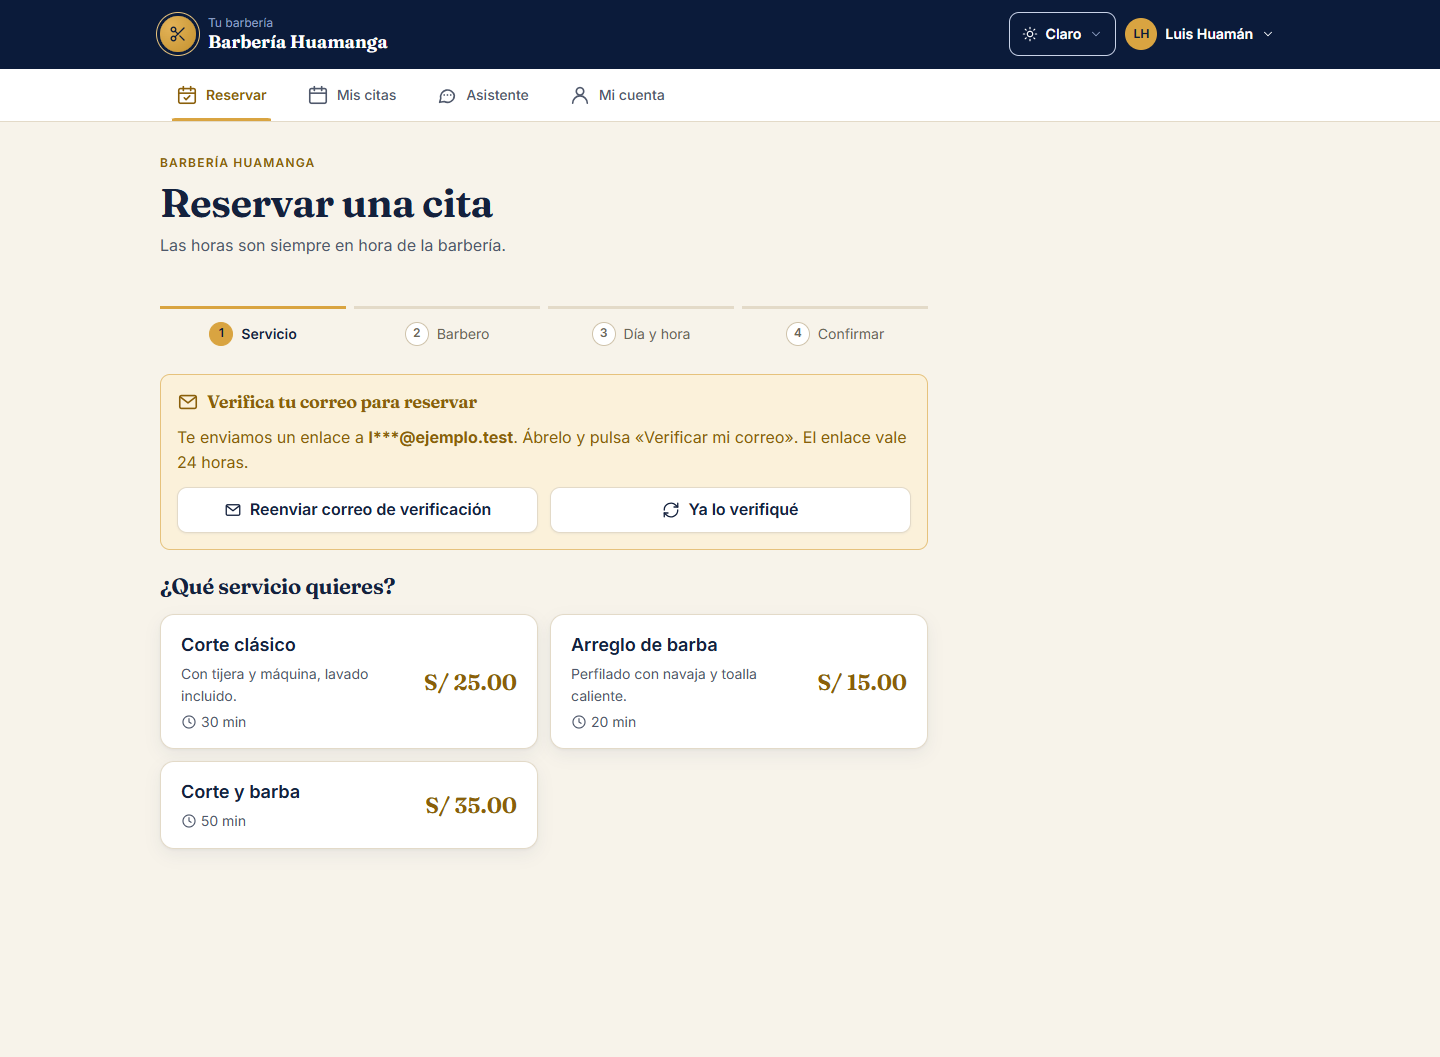 Tu barbería
Barbería Huamanga
Claro
LH
Luis Huamán
Reservar
Mis citas
Asistente
Mi cuenta
BARBERÍA HUAMANGA
Reservar una cita
Las horas son siempre en hora de la barbería.
1 Servicio
2 Barbero
3 Día y hora
4 Confirmar
Verifica tu correo para reservar
Te enviamos un enlace a l***@ejemplo.test. Ábrelo y pulsa «Verificar mi correo». El enlace vale
24 horas.
Reenviar correo de verificación
Ya lo verifiqué
¿Qué servicio quieres?
Corte clásico
Con tijera y máquina, lavado
incluido.
30 min
S/ 25.00
Arreglo de barba
Perfilado con navaja y toalla
caliente.
20 min
S/ 15.00
Corte y barba
50 min
S/ 35.00